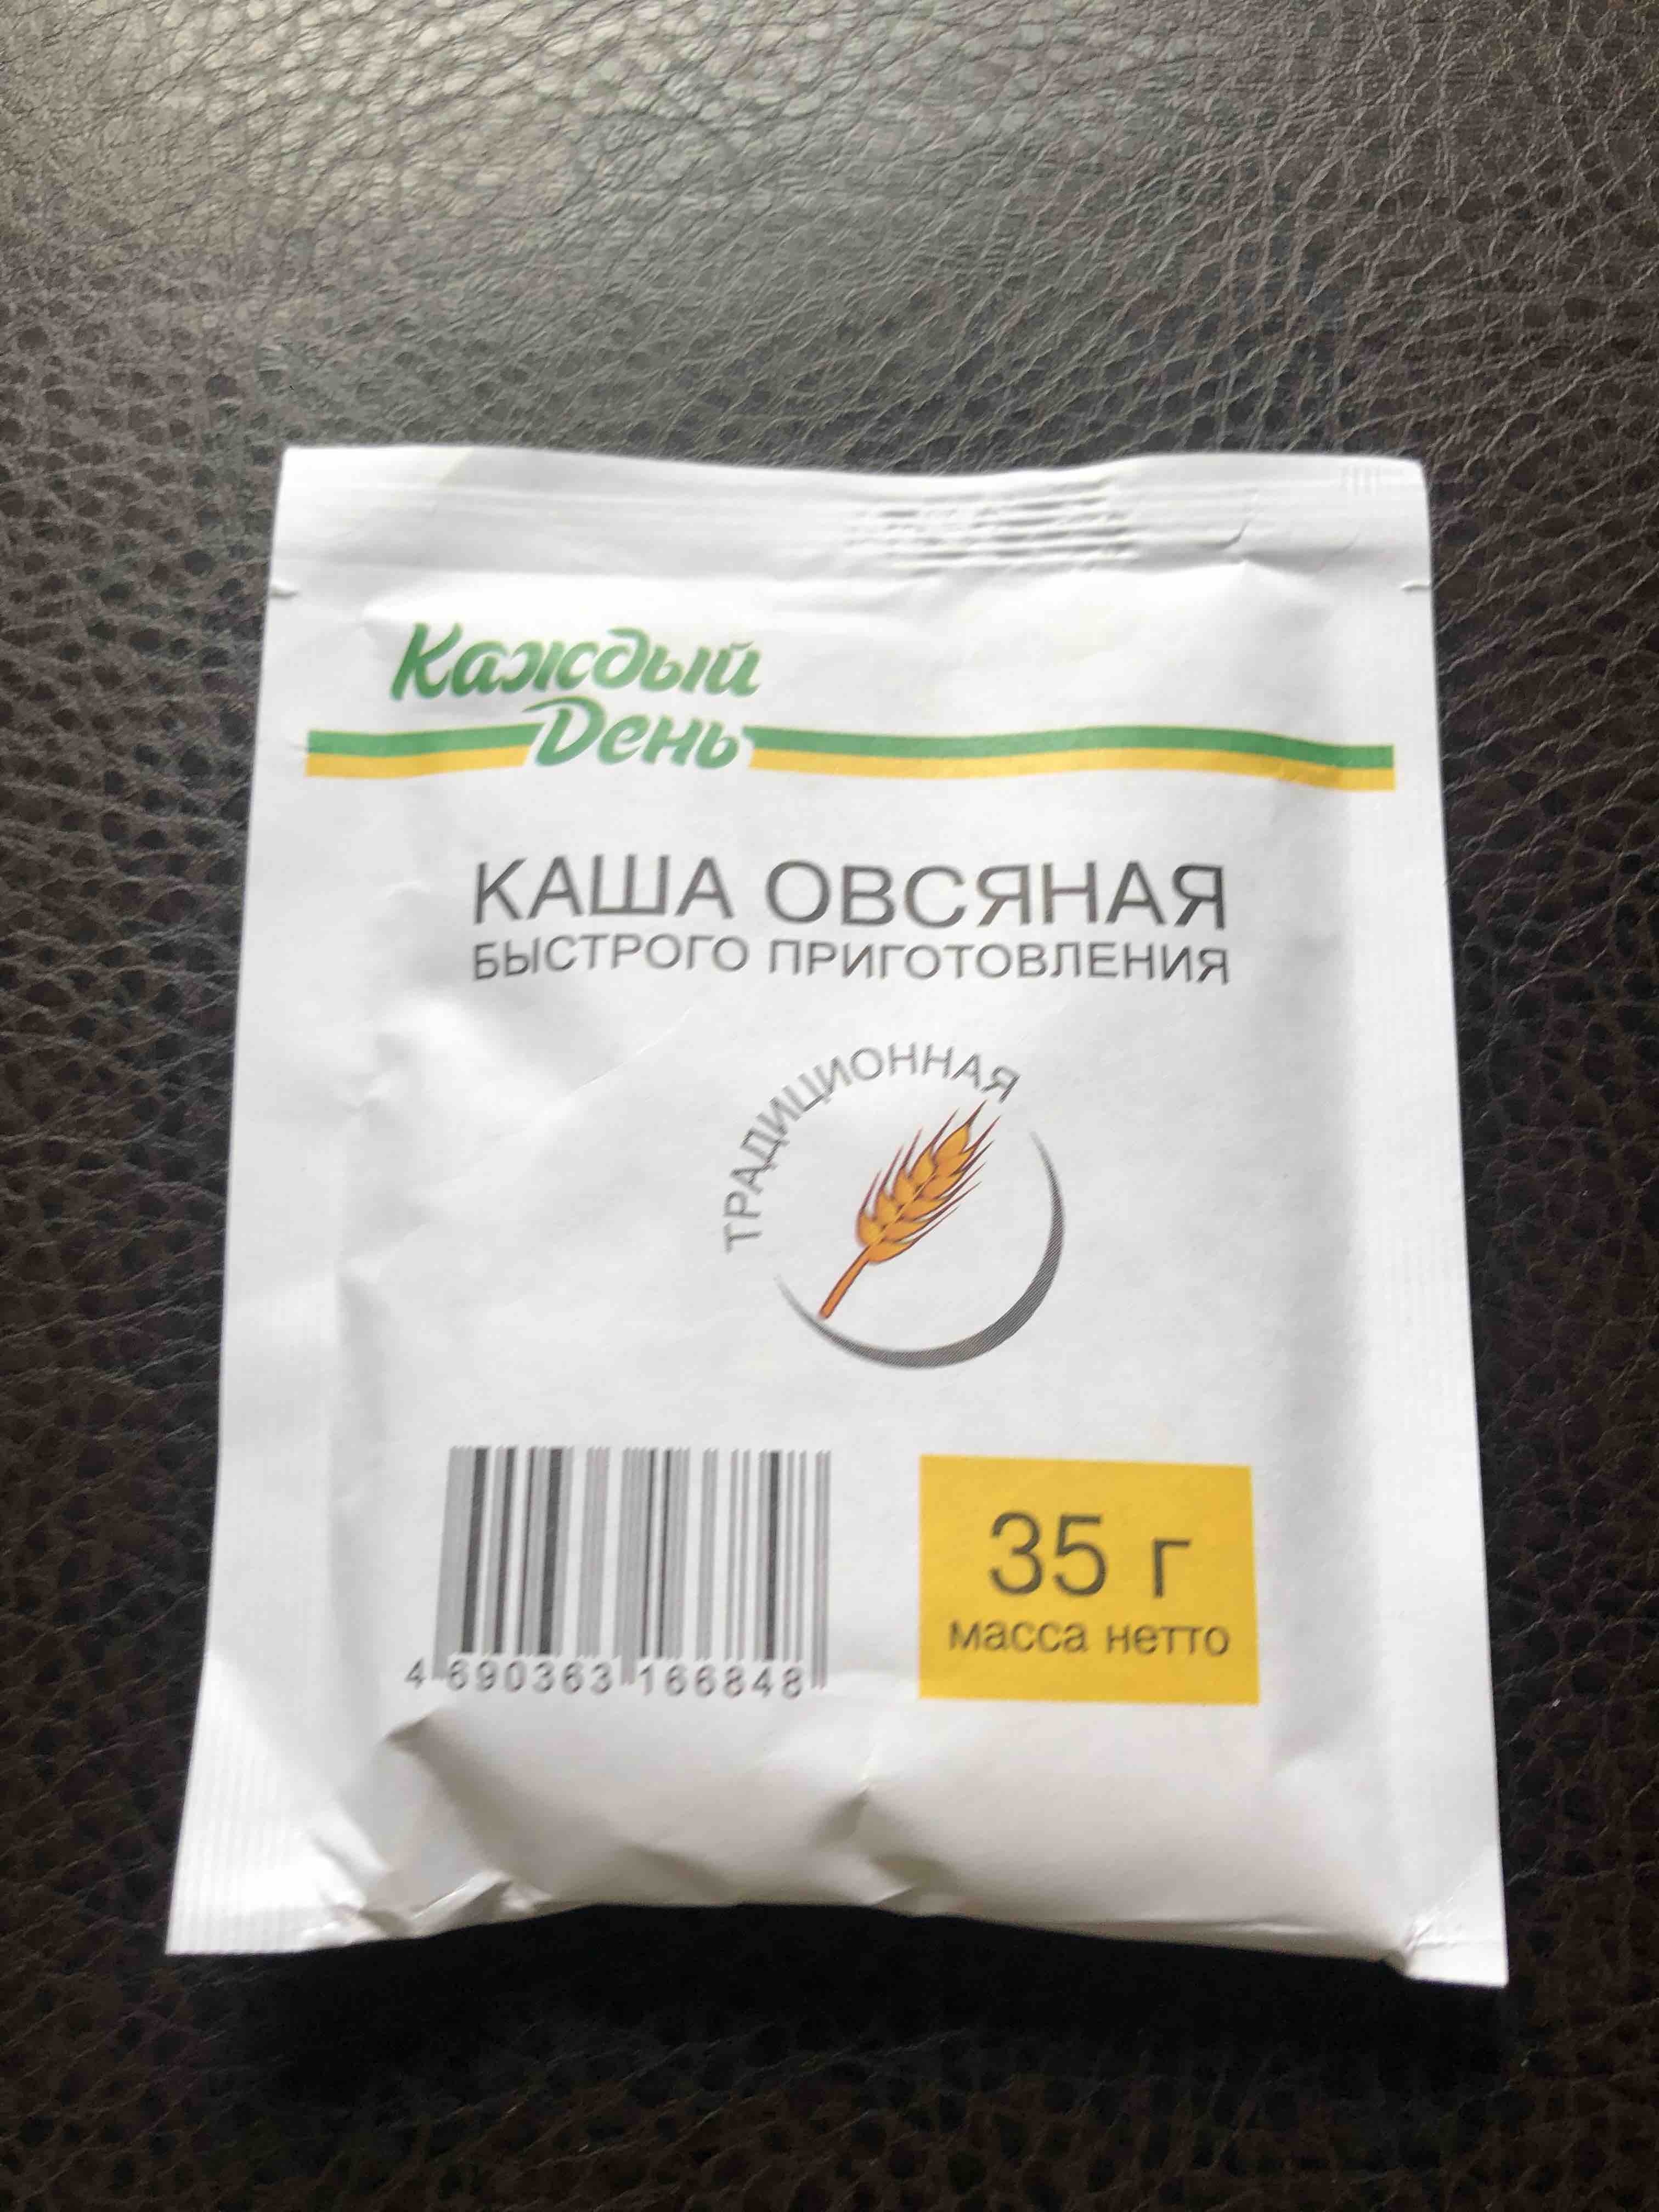 Каждый
День
КАША ОВСЯНАЯ
БЫСТРОГО ПРИГОТОВЛЕНИЯ
ТРАДИЦИОННАЯ
35 г
масса нетто
4 690363 166848